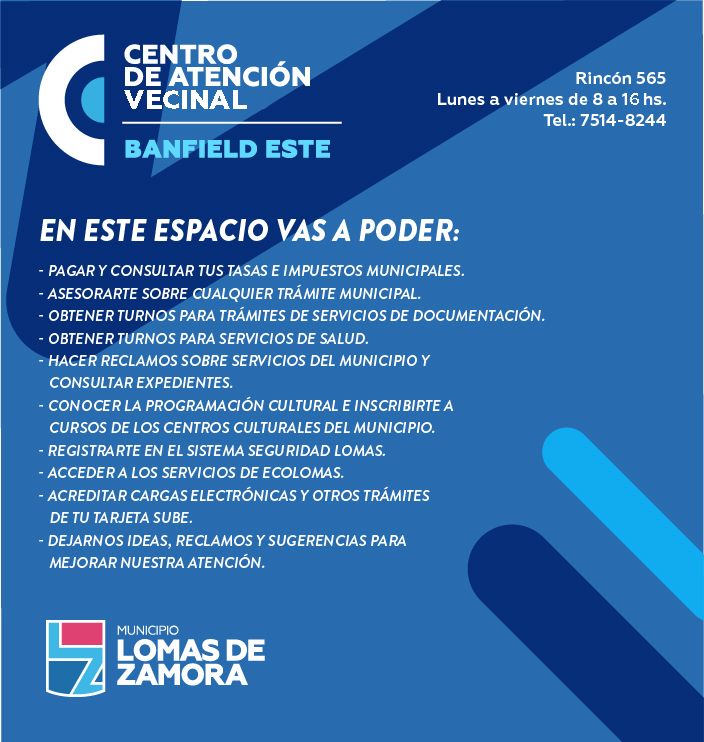 CENTRO
DE ATENCIÓN
VECINAL
BANFIELD ESTE
Rincón 565
Lunes a viernes de 8 a 16 hs.
Tel.: 7514-8244
EN ESTE ESPACIO VAS A PODER:
- PAGAR Y CONSULTAR TUS TASAS E IMPUESTOS MUNICIPALES.
- ASESORARTE SOBRE CUALQUIER TRÁMITE MUNICIPAL.
- OBTENER TURNOS PARA TRÁMITES DE SERVICIOS DE DOCUMENTACIÓN.
- OBTENER TURNOS PARA SERVICIOS DE SALUD.
- HACER RECLAMOS SOBRE SERVICIOS DEL MUNICIPIO Y
CONSULTAR EXPEDIENTES.
- CONOCER LA PROGRAMACIÓN CULTURAL E INSCRIBIRTE A
CURSOS DE LOS CENTROS CULTURALES DEL MUNICIPIO.
- REGISTRARTE EN EL SISTEMA SEGURIDAD LOMAS.
- ACCEDER A LOS SERVICIOS DE ECOLOMAS.
- ACREDITAR CARGAS ELECTRÓNICAS Y OTROS TRÁMITES
DE TU TARJETA SUBE.
- DEJARNOS IDEAS, RECLAMOS Y SUGERENCIAS PARA
MEJORAR NUESTRA ATENCIÓN.
MUNICIPIO
LOMAS DE
ZAMORA